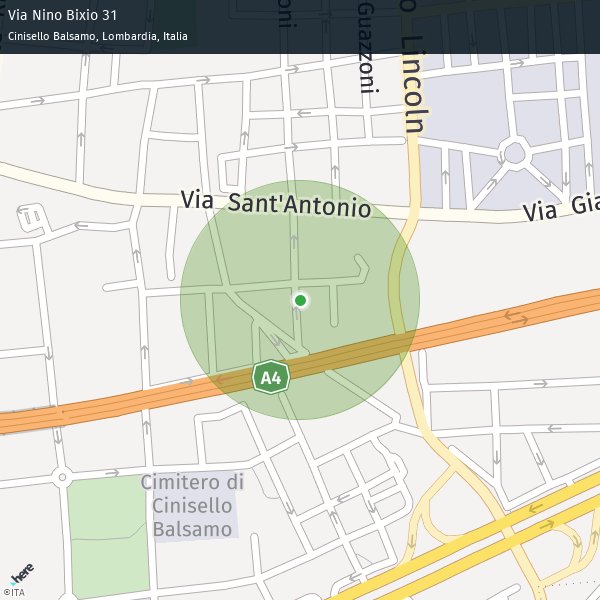 Via Nino Bixio 31
Cinisello Balsamo, Lombardia, Italia
Guazzoni
Lincoln
Via Sant'Antonio
Via Gia
A4
Cimitero di
Cinisello
Balsamo
here
©ITA